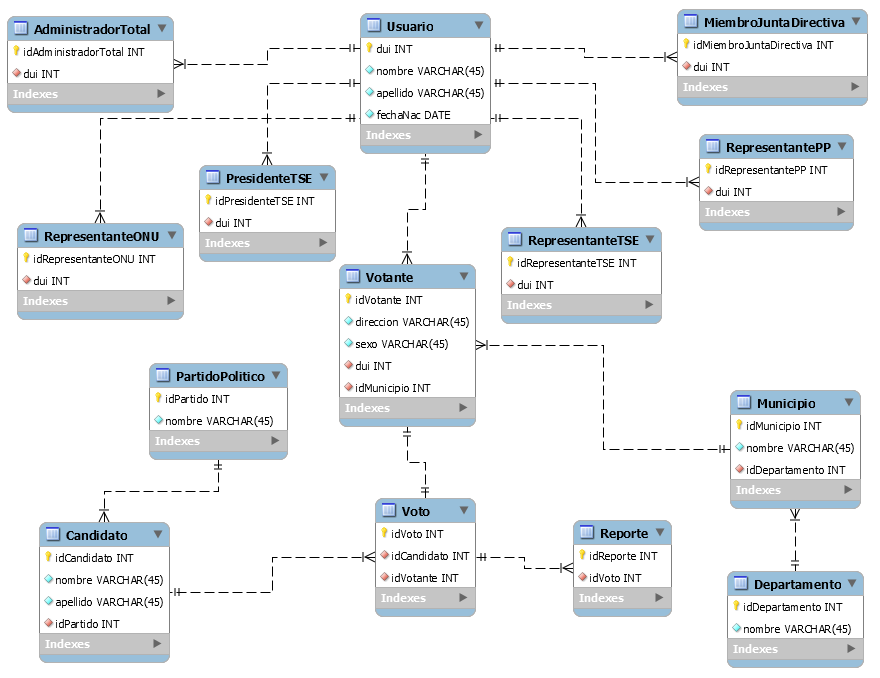 AdministradorTotal
idAdministradorTotal INT
dui INT
Indexes
Usuario
dui INT
nombre VARCHAR(45)
apellido VARCHAR(45)
fechaNac DATE
Indexes
MiembroJuntaDirectiva
idMiembroJuntaDirectiva INT
dui INT
Indexes
RepresentantePP
idRepresentantePP INT
dui INT
Indexes
PresidenteTSE
idPresidenteTSE INT
dui INT
Indexes
RepresentanteONU
idRepresentanteONU INT
dui INT
Indexes
RepresentanteTSE
idRepresentanteTSE INT
dui INT
Indexes
Votante
idVotante INT
direccion VARCHAR(45)
sexo VARCHAR(45)
dui INT
idMunicipio INT
Indexes
PartidoPolitico
idPartido INT
nombre VARCHAR(45)
Indexes
Municipio
idMunicipio INT
nombre VARCHAR(45)
idDepartamento INT
Indexes
Candidato
idCandidato INT
nombre VARCHAR(45)
apellido VARCHAR(45)
idPartido INT
Indexes
Voto
idVoto INT
idCandidato INT
idVotante INT
Indexes
Reporte
idReporte INT
idVoto INT
Indexes
Departamento
idDepartamento INT
nombre VARCHAR(45)
Indexes